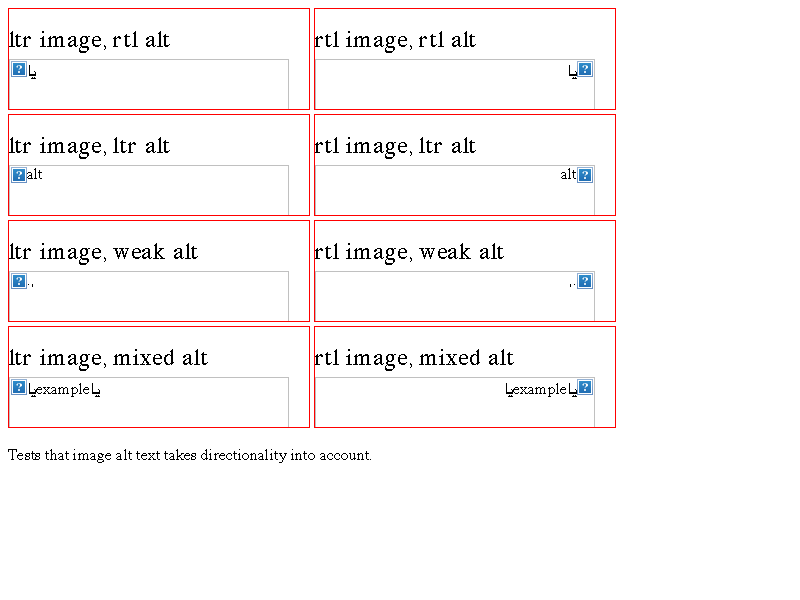 ltr image, rtl alt
يا
rtl image, rtl alt
يا
ltr image, ltr alt
alt
rtl image, ltr alt
alt
ltr image, weak alt
rtl image, weak alt
ltr image, mixed alt
ياexampleيا
rtl image, mixed alt
ياexampleيا
Tests that image alt text takes directionality into account.